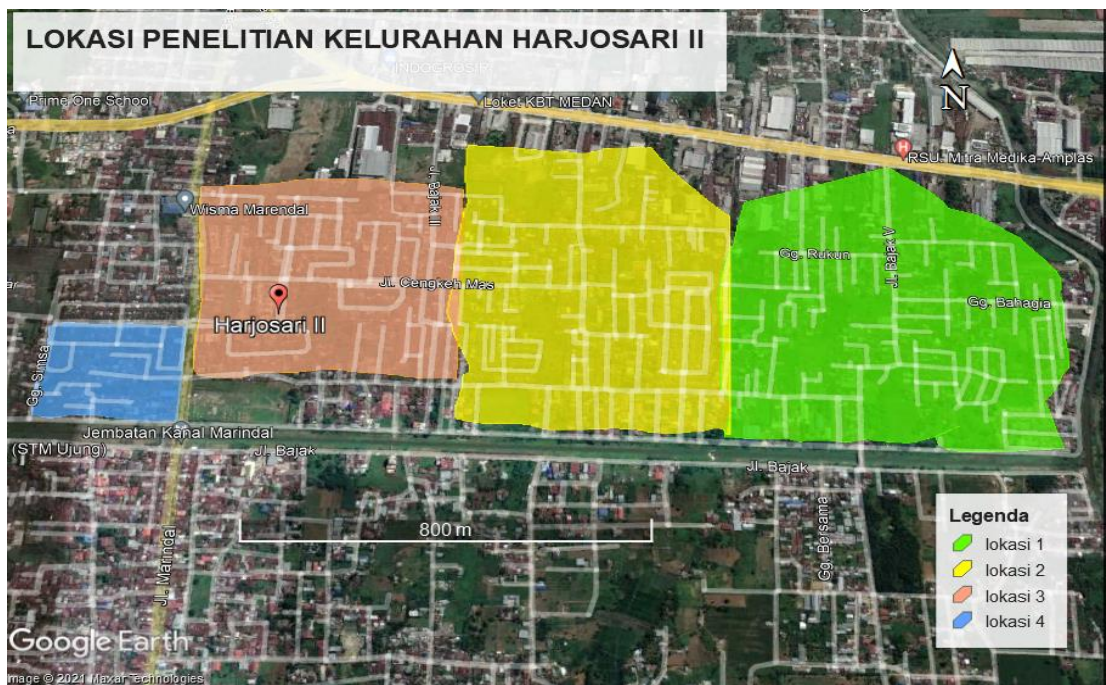 LOKASI PENELITIAN KELURAHAN HARJOSARI II
INDOGROSIR
N
Prime One School
Loket KBT MEDAN
H
RSU. Mitra Medika-Amplas
Jl. Bajak III
Wisma Marendal
Gg. Rukun
Jl. Bajak V
Jl. Cengkeh Mas
Gg. Bahagia
Harjosari II
Gg. Simsa
Jembatan Kanal Marindal
(STM Ujung)
Jl. Bajak
Jl. Bajak
Gg. Bersama
800 m
Jl. Marindal
Legenda
lokasi 1
lokasi 2
lokasi 3
lokasi 4
Google Earth
Image © 2021 Maxar Technologies